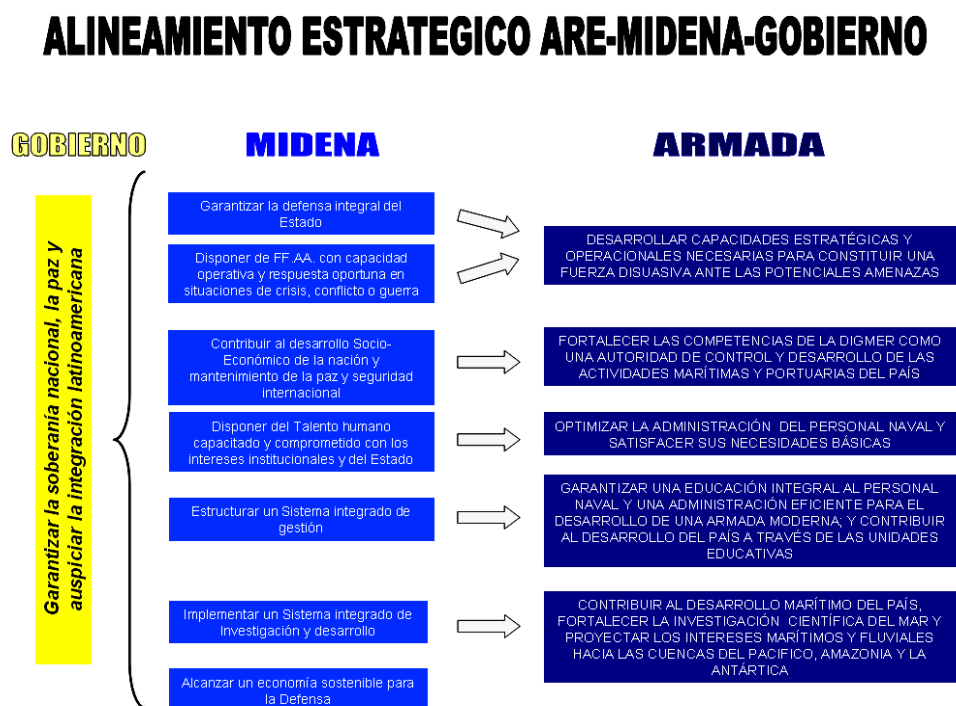 ALINEAMIENTO ESTRATEGICO ARE-MIDENA-GOBIERNO
GOBIERNO
MIDENA
ARMADA
Garantizar la soberanía nacional, la paz y
auspiciar la integración latinoamericana
Garantizar la defensa integral del
Estado
Disponer de FF.AA. con capacidad
operativa y respuesta oportuna en
situaciones de crisis, conflicto o guerra
Contribuir al desarrollo Socio-
Económico de la nación y
mantenimiento de la paz y seguridad
internacional
Disponer del Talento humano
capacitado y comprometido con los
intereses institucionales y del Estado
Estructurar un Sistema integrado de
gestión
Implementar un Sistema integrado de
Investigación y desarrollo
Alcanzar un economía sostenible para
la Defensa
DESARROLLAR CAPACIDADES ESTRATÉGICAS Y
OPERACIONALES NECESARIAS PARA CONSTITUIR UNA
FUERZA DISUASIVA ANTE LAS POTENCIALES AMENAZAS
FORTALECER LAS COMPETENCIAS DE LA DIGMER COMO
UNA AUTORIDAD DE CONTROL Y DESARROLLO DE LAS
ACTIVIDADES MARÍTIMAS Y PORTUARIAS DEL PAÍS
OPTIMIZAR LA ADMINISTRACIÓN DEL PERSONAL NAVAL Y
SATISFACER SUS NECESIDADES BÁSICAS
GARANTIZAR UNA EDUCACIÓN INTEGRAL AL PERSONAL
NAVAL Y UNA ADMINISTRACIÓN EFICIENTE PARA EL
DESARROLLO DE UNA ARMADA MODERNA; Y CONTRIBUIR
AL DESARROLLO DEL PAÍS A TRAVÉS DE LAS UNIDADES
EDUCATIVAS
CONTRIBUIR AL DESARROLLO MARÍTIMO DEL PAÍS,
FORTALECER LA INVESTIGACIÓN CIENTÍFICA DEL MAR Y
PROYECTAR LOS INTERESES MARÍTIMOS Y FLUVIALES
HACIA LAS CUENCAS DEL PACIFICO, AMAZONIA Y LA
ANTÁRTICA